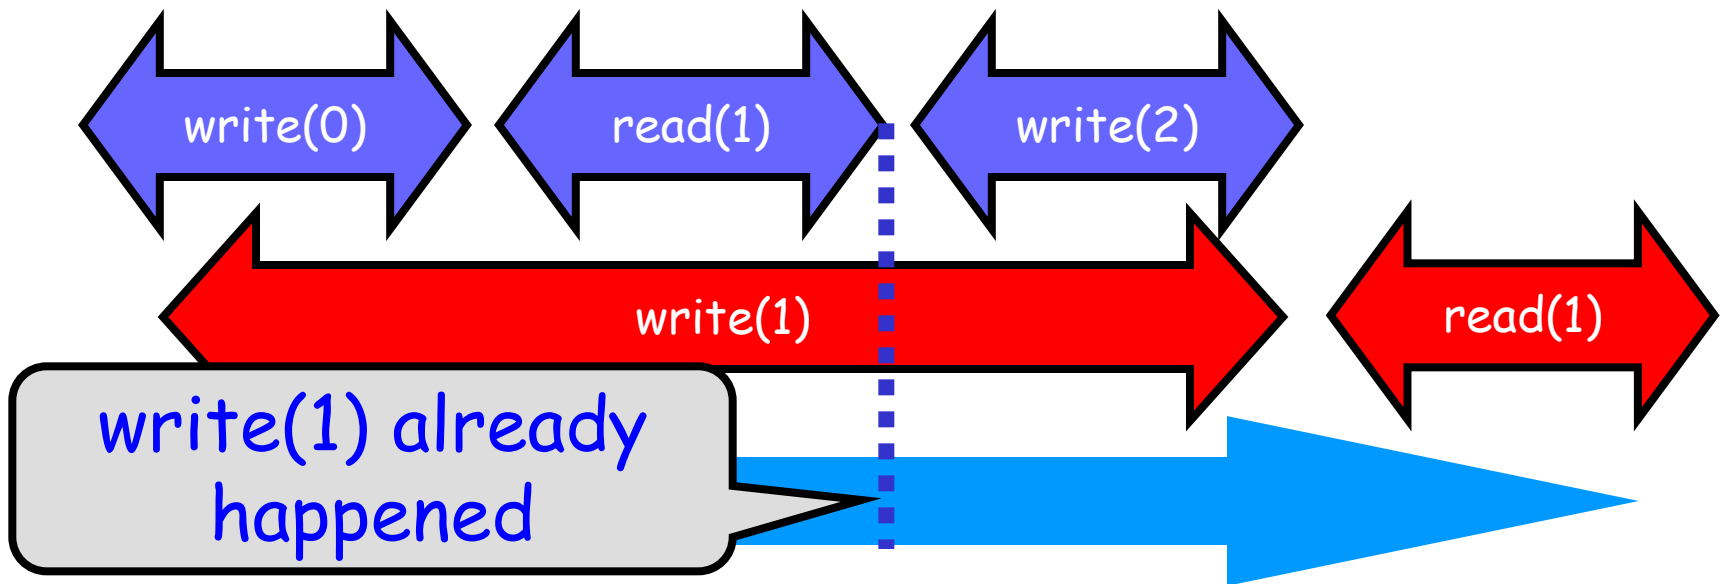 write(0) read(1) write(2)
write(1) read(1)
write(1) already
happened